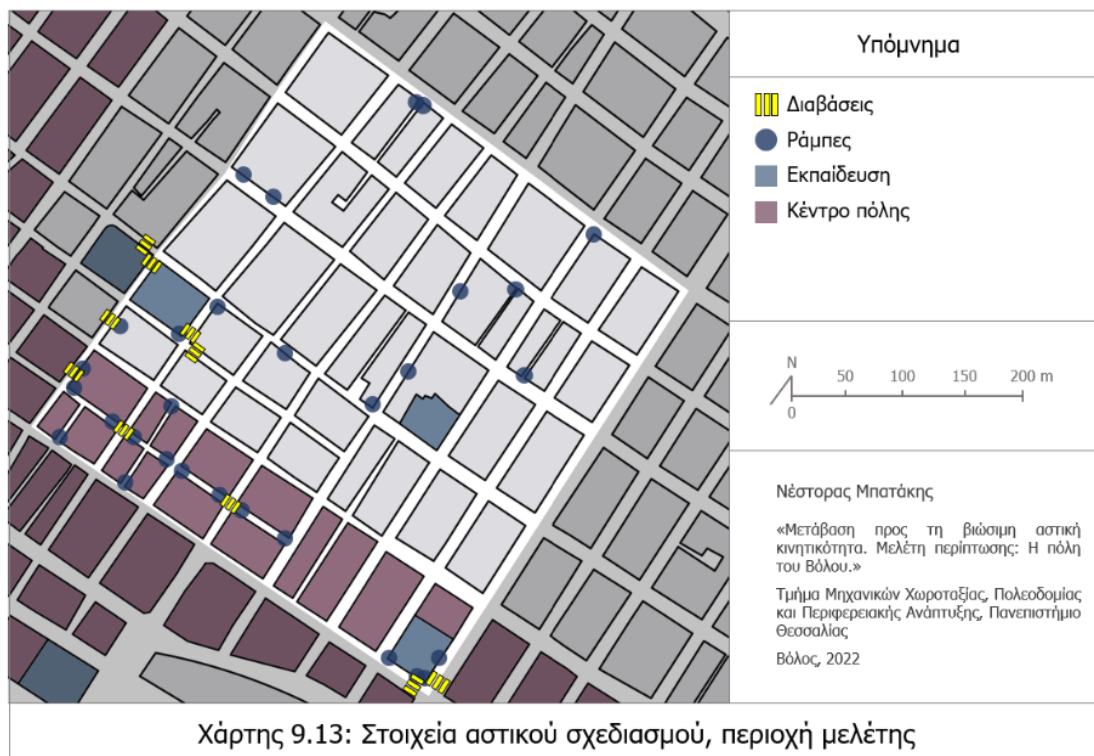 Υπόμνημα
Διαβάσεις
Ράμπες
Εκπαίδευση
Κέντρο πόλης
N
50 100 150 200 m
0
Νέστορας Μπατάκης
«Μετάβαση προς τη βιώσιμη αστική
κινητικότητα. Μελέτη περίπτωσης: Η πόλη
του Βόλου.»
Τμήμα Μηχανικών Χωροταξίας, Πολεοδομίας
και Περιφερειακής Ανάπτυξης, Πανεπιστήμιο
Θεσσαλίας
Βόλος, 2022
Χάρτης 9.13: Στοιχεία αστικού σχεδιασμού, περιοχή μελέτης